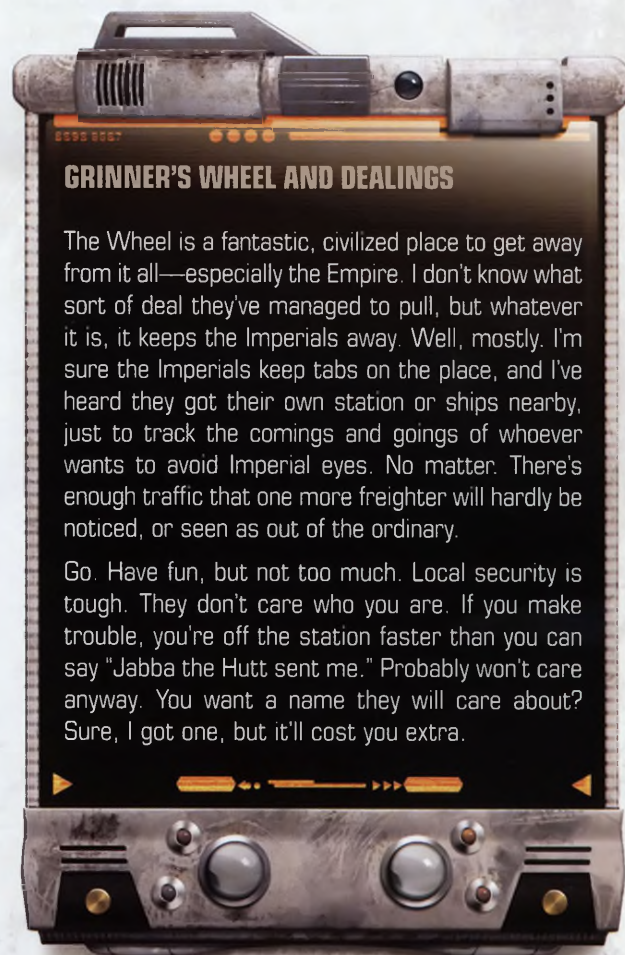 GRINNER'S WHEEL AND DEALINGS
The Wheel is a fantastic, civilized place to get away
from it all—especially the Empire. I don't know what
sort of deal they've managed to pull, but whatever
it is, it keeps the Imperials away. Well, mostly. I'm
sure the Imperials keep tabs on the place, and I've
heard they got their own station or ships nearby,
just to track the comings and goings of whoever
wants to avoid Imperial eyes. No matter. There's
enough traffic that one more freighter will hardly be
noticed, or seen as out of the ordinary.
Go. Have fun, but not too much. Local security is
tough. They don't care who you are. If you make
trouble, you're off the station faster than you can
say "Jabba the Hutt sent me." Probably won't care
anyway. You want a name they will care about?
Sure, I got one, but it'll cost you extra.